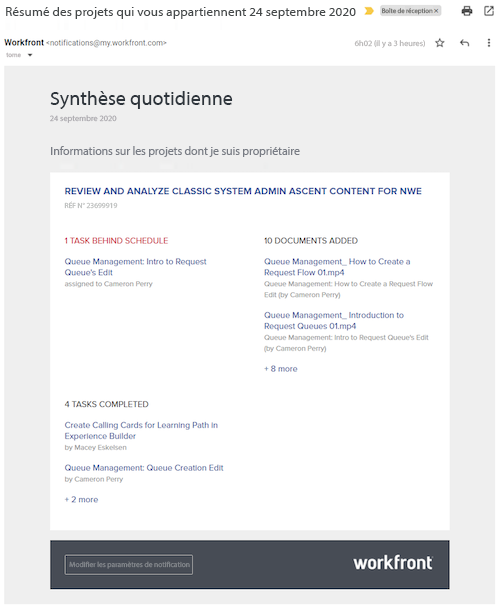 Résumé des projets qui vous appartiennent 24 septembre 2020
Boîte de réception ×
Workfront <notifications@my.workfront.com>
6h02 (il y a 3 heures)
tome
Synthèse quotidienne
24 septembre 2020
Informations sur les projets dont je suis propriétaire
REVIEW AND ANALYZE CLASSIC SYSTEM ADMIN ASCENT CONTENT FOR NWE
RÉF N° 23699919
1 TASK BEHIND SCHEDULE
Queue Management: Intro to Request
Queue's Edit
assigned to Cameron Perry
10 DOCUMENTS ADDED
Queue Management_ How to Create a
Request Flow 01.mp4
Queue Management: How to Create a Request Flow
Edit (by Cameron Perry)
Queue Management_ Introduction to
Request Queues 01.mp4
Queue Management: Intro to Request Queue's Edit
(by Cameron Perry)
+ 8 more
4 TASKS COMPLETED
Create Calling Cards for Learning Path in
Experience Builder
by Macey Eskelsen
Queue Management: Queue Creation Edit
by Cameron Perry
+ 2 more
Modifier les paramètres de notification
workfront